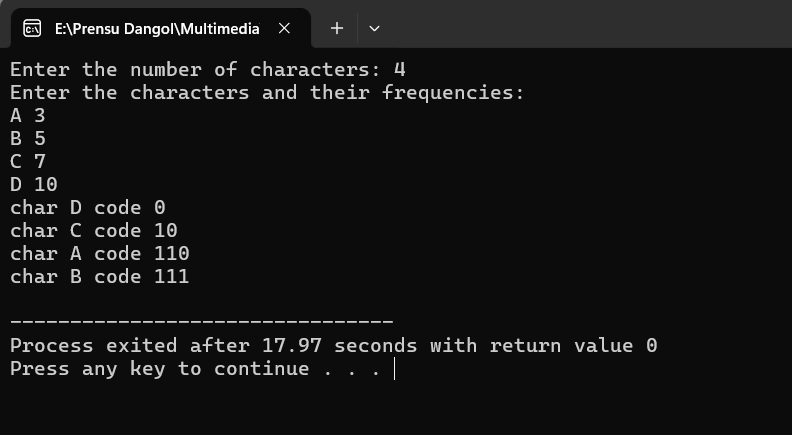 E:\Prensu Dangol\Multimedia
Enter the number of characters: 4
Enter the characters and their frequencies:
A 3
B 5
C 7
D 10
char D code 0
char C code 10
char A code 110
char B code 111
--------------------------------
Process exited after 17.97 seconds with return value 0
Press any key to continue . . .